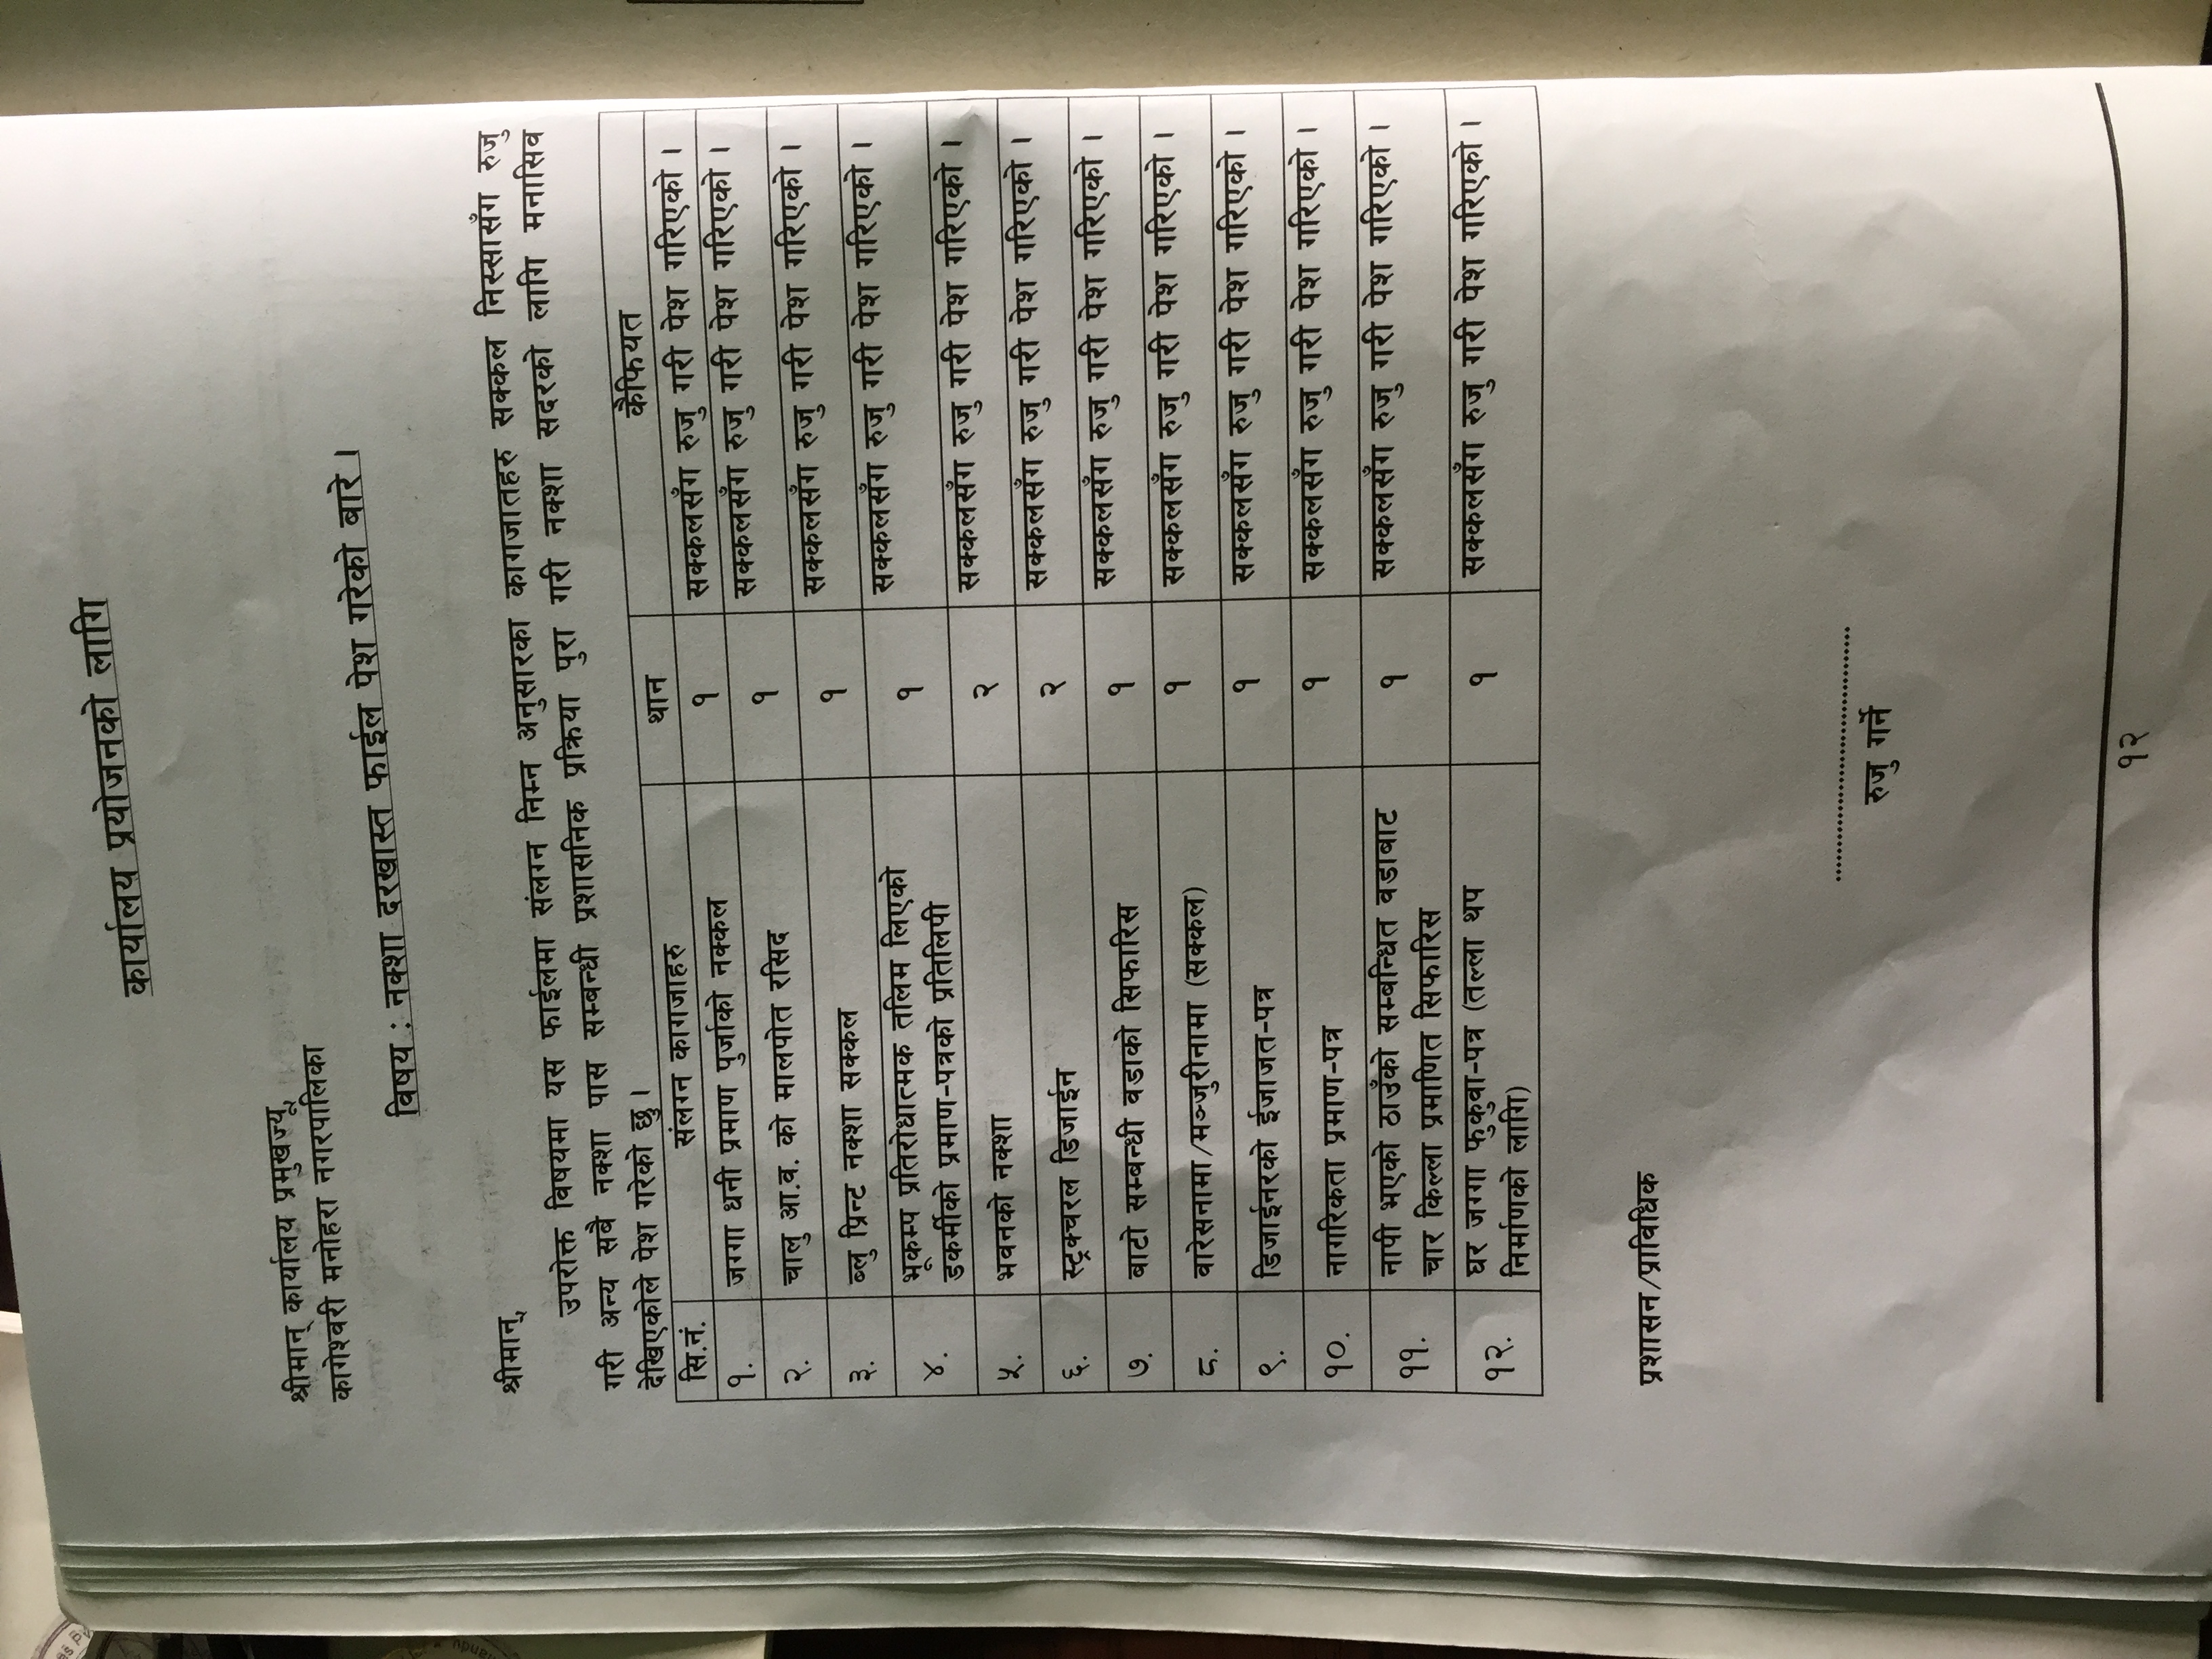 कार्यालय प्रयोजनको लागि
श्रीमान् कार्यालय प्रमुखज्यू,
कागेश्वरी मनोहरा नगरपालिका
विषय : नक्शा दरखास्त फाईल पेश गरेको बारे ।
श्रीमान्,
उपरोक्त विषयमा यस फाईलमा संलग्न निम्न अनुसारका कागजातहरु सक्कल निस्सासँग रुजु
गरी अन्य सबै नक्शा पास सम्बन्धी प्रशासनिक प्रक्रिया पुरा गरी नक्शा सदरको लागि मनासिव
देखिएकोले पेश गरेको छु ।
सि.नं. संलग्न कागजाहरु थान कैफियत
१. जग्गा धनी प्रमाण पुर्जाको नक्कल १ सक्कलसँग रुजु गरी पेश गरिएको ।
२. चालु आ.व. को मालपोत रसिद १ सक्कलसँग रुजु गरी पेश गरिएको ।
३. ब्लु प्रिन्ट नक्शा सक्कल १ सक्कलसँग रुजु गरी पेश गरिएको ।
४. भूकम्प प्रतिरोधात्मक तलिम लिएको १ सक्कलसँग रुजु गरी पेश गरिएको ।
डकर्मीको प्रमाण-पत्रको प्रतिलिपी
५. भवनको नक्शा २ सक्कलसँग रुजु गरी पेश गरिएको ।
६. स्ट्रक्चरल डिजाईन २ सक्कलसँग रुजु गरी पेश गरिएको ।
७. बाटो सम्बन्धी वडाको सिफारिस १ सक्कलसँग रुजु गरी पेश गरिएको ।
८. वारेसनामा/मञ्जुरीनामा (सक्कल) १ सक्कलसँग रुजु गरी पेश गरिएको ।
९. डिजाईनरको ईजाजत-पत्र १ सक्कलसँग रुजु गरी पेश गरिएको ।
१०. नागरिकता प्रमाण-पत्र १ सक्कलसँग रुजु गरी पेश गरिएको ।
११. नापी भएको ठाउँको सम्बन्धित वडाबाट १ सक्कलसँग रुजु गरी पेश गरिएको ।
चार किल्ला प्रमाणित सिफारिस
१२. घर जग्गा फुकुवा-पत्र (तल्ला थप १ सक्कलसँग रुजु गरी पेश गरिएको ।
निर्माणको लागि)
प्रशासन/प्राविधिक
....................................
रुजु गर्ने
१२